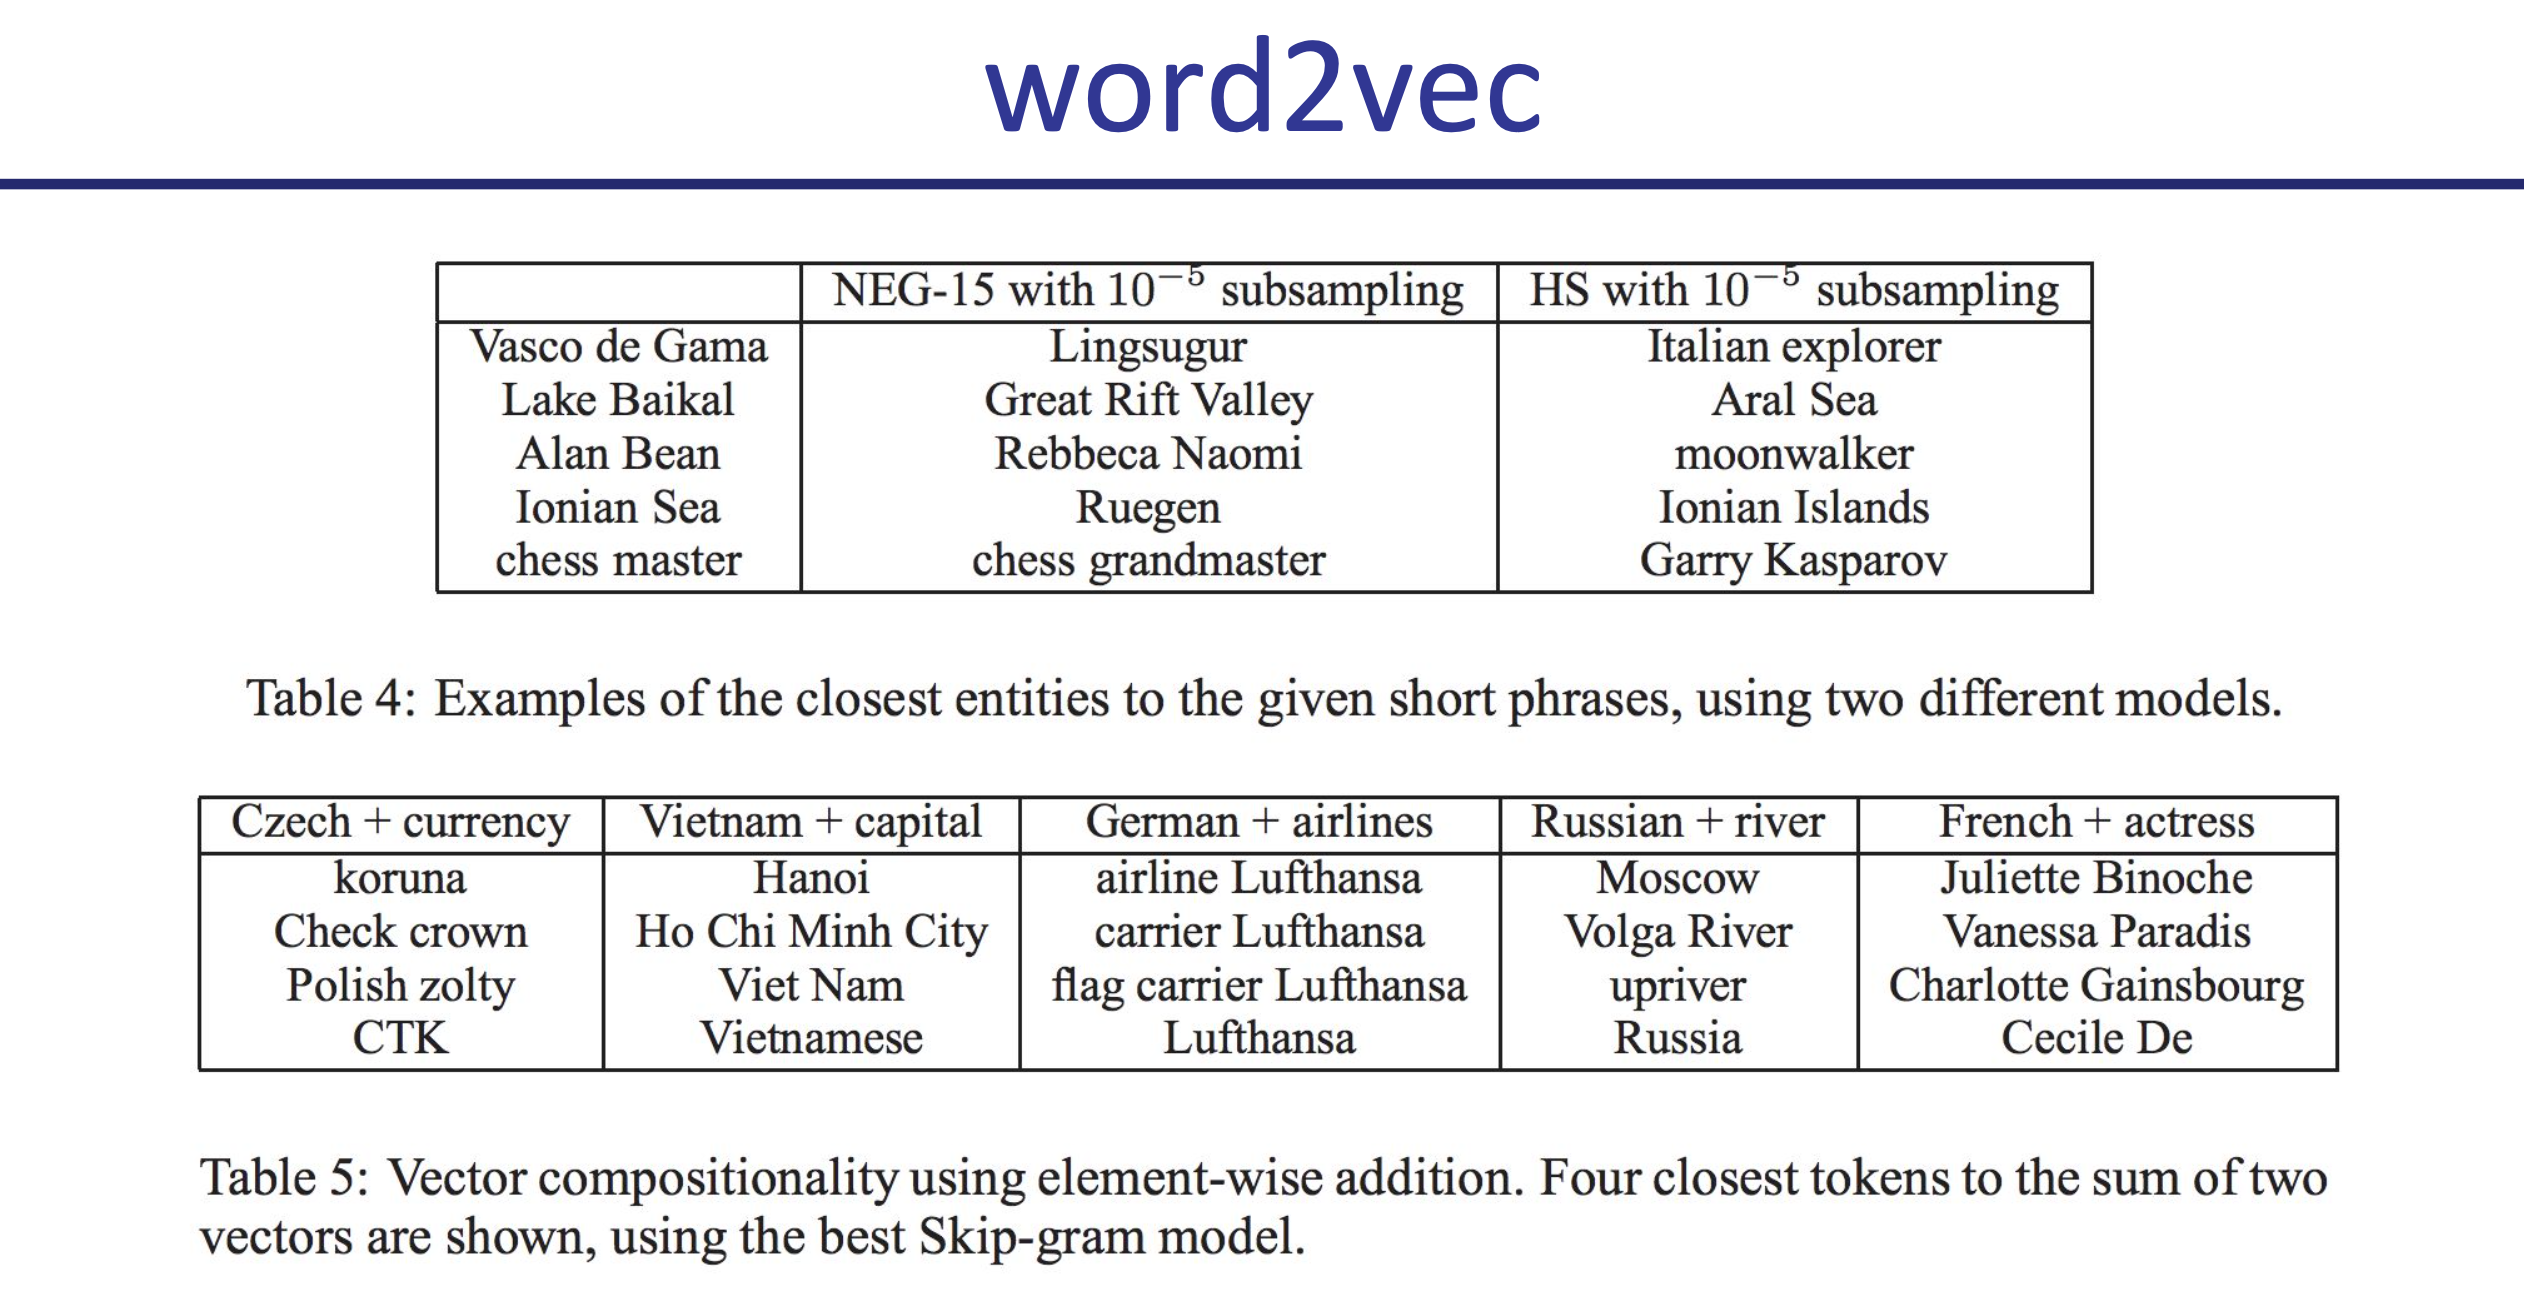 word2vec
NEG-15 with 10⁻⁵ subsampling HS with 10⁻⁵ subsampling
Vasco de Gama Lingsugur Italian explorer
Lake Baikal Great Rift Valley Aral Sea
Alan Bean Rebbeca Naomi moonwalker
Ionian Sea Ruegen Ionian Islands
chess master chess grandmaster Garry Kasparov
Table 4: Examples of the closest entities to the given short phrases, using two different models.
Czech + currency Vietnam + capital German + airlines Russian + river French + actress
koruna Hanoi airline Lufthansa Moscow Juliette Binoche
Check crown Ho Chi Minh City carrier Lufthansa Volga River Vanessa Paradis
Polish zolty Viet Nam flag carrier Lufthansa upriver Charlotte Gainsbourg
CTK Vietnamese Lufthansa Russia Cecile De
Table 5: Vector compositionality using element-wise addition. Four closest tokens to the sum of two
vectors are shown, using the best Skip-gram model.